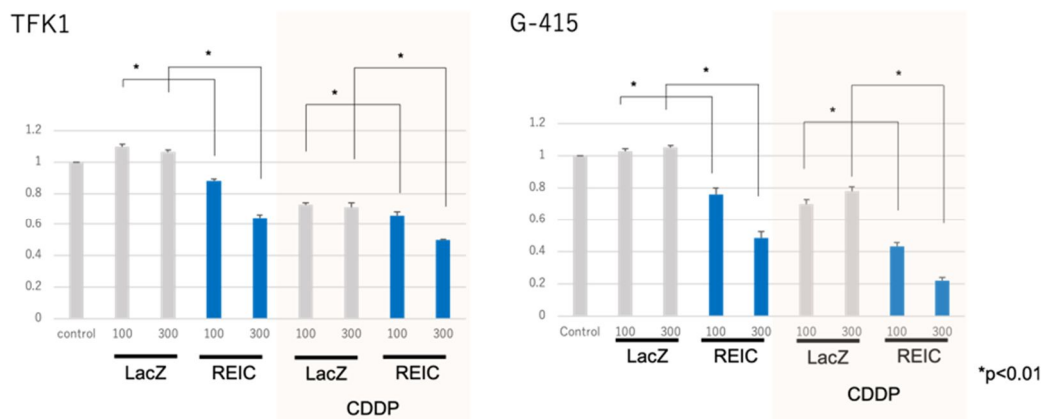 TFK1
* * * *
1.2
1
0.8
0.6
0.4
0.2
0
control 100 300 100 300 100 300 100 300
LacZ REIC LacZ REIC
CDDP
G-415
* * * *
1.2
1
0.8
0.6
0.4
0.2
0
Control 100 300 100 300 100 300 100 300
LacZ REIC LacZ REIC
CDDP
*p<0.01